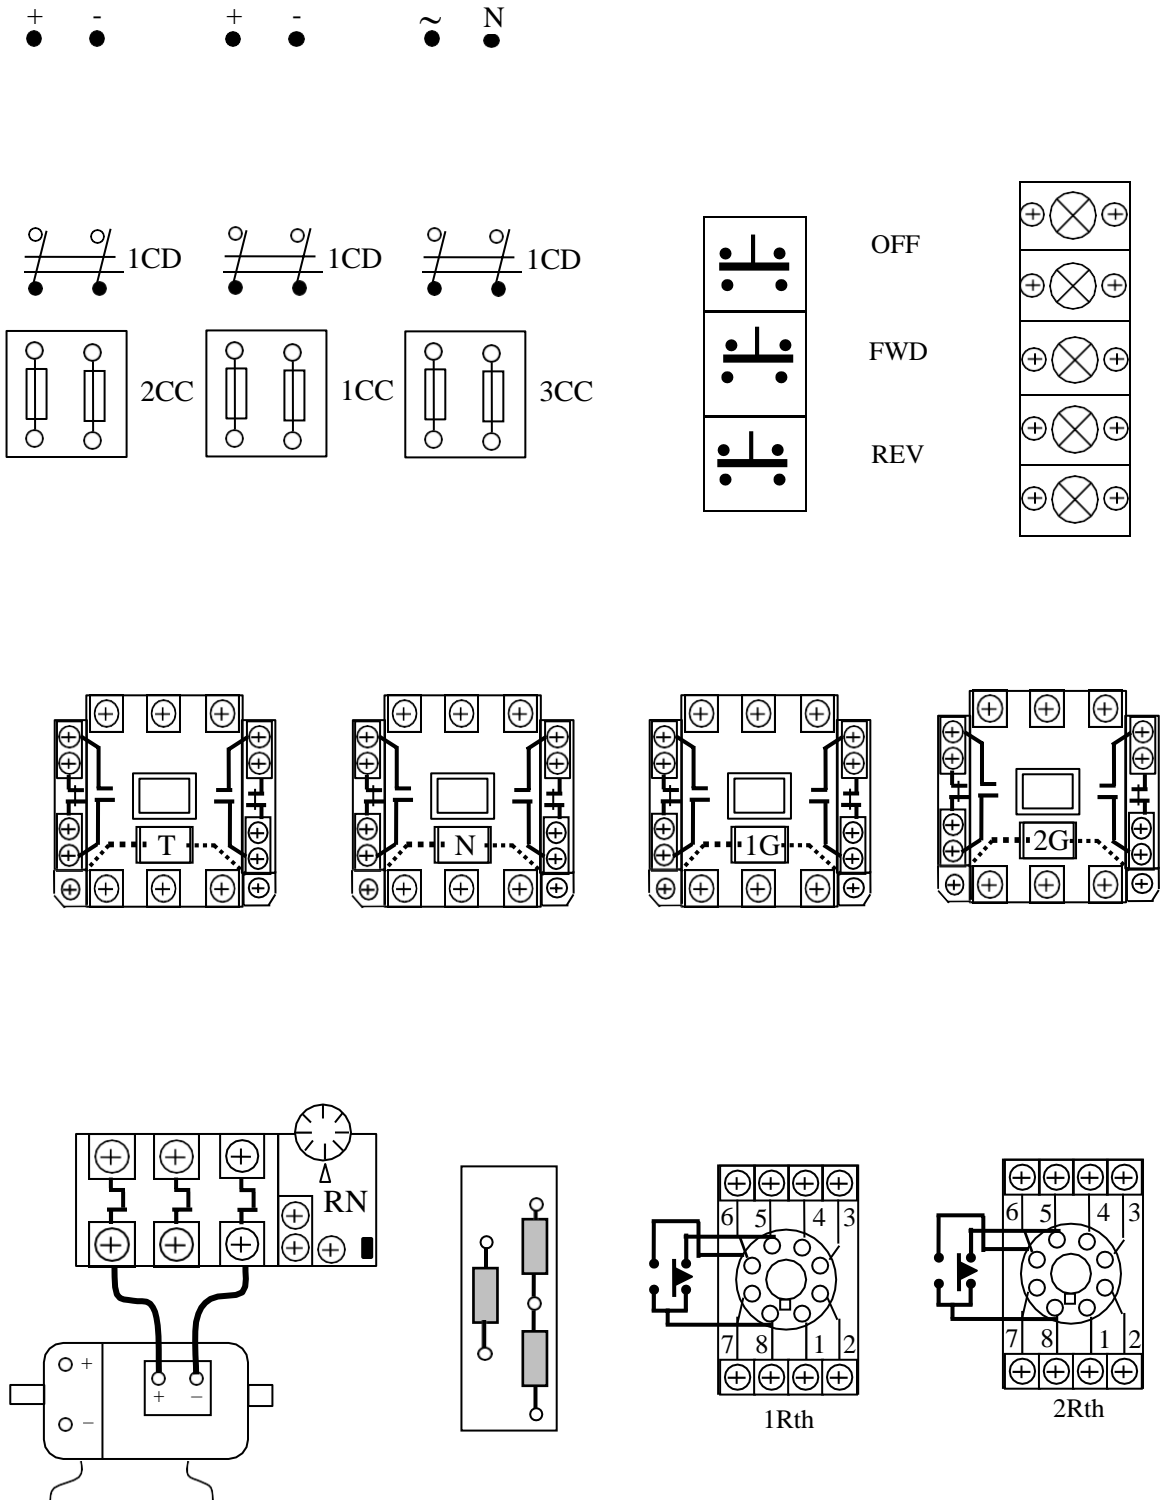 + - + - ~ N
1CD 1CD 1CD
OFF
2CC 1CC 3CC
FWD
REV
T N 1G 2G
RN
6 5 4 3
6 5 4 3
7 8 1 2
7 8 1 2
+ + −
−
1Rth
2Rth